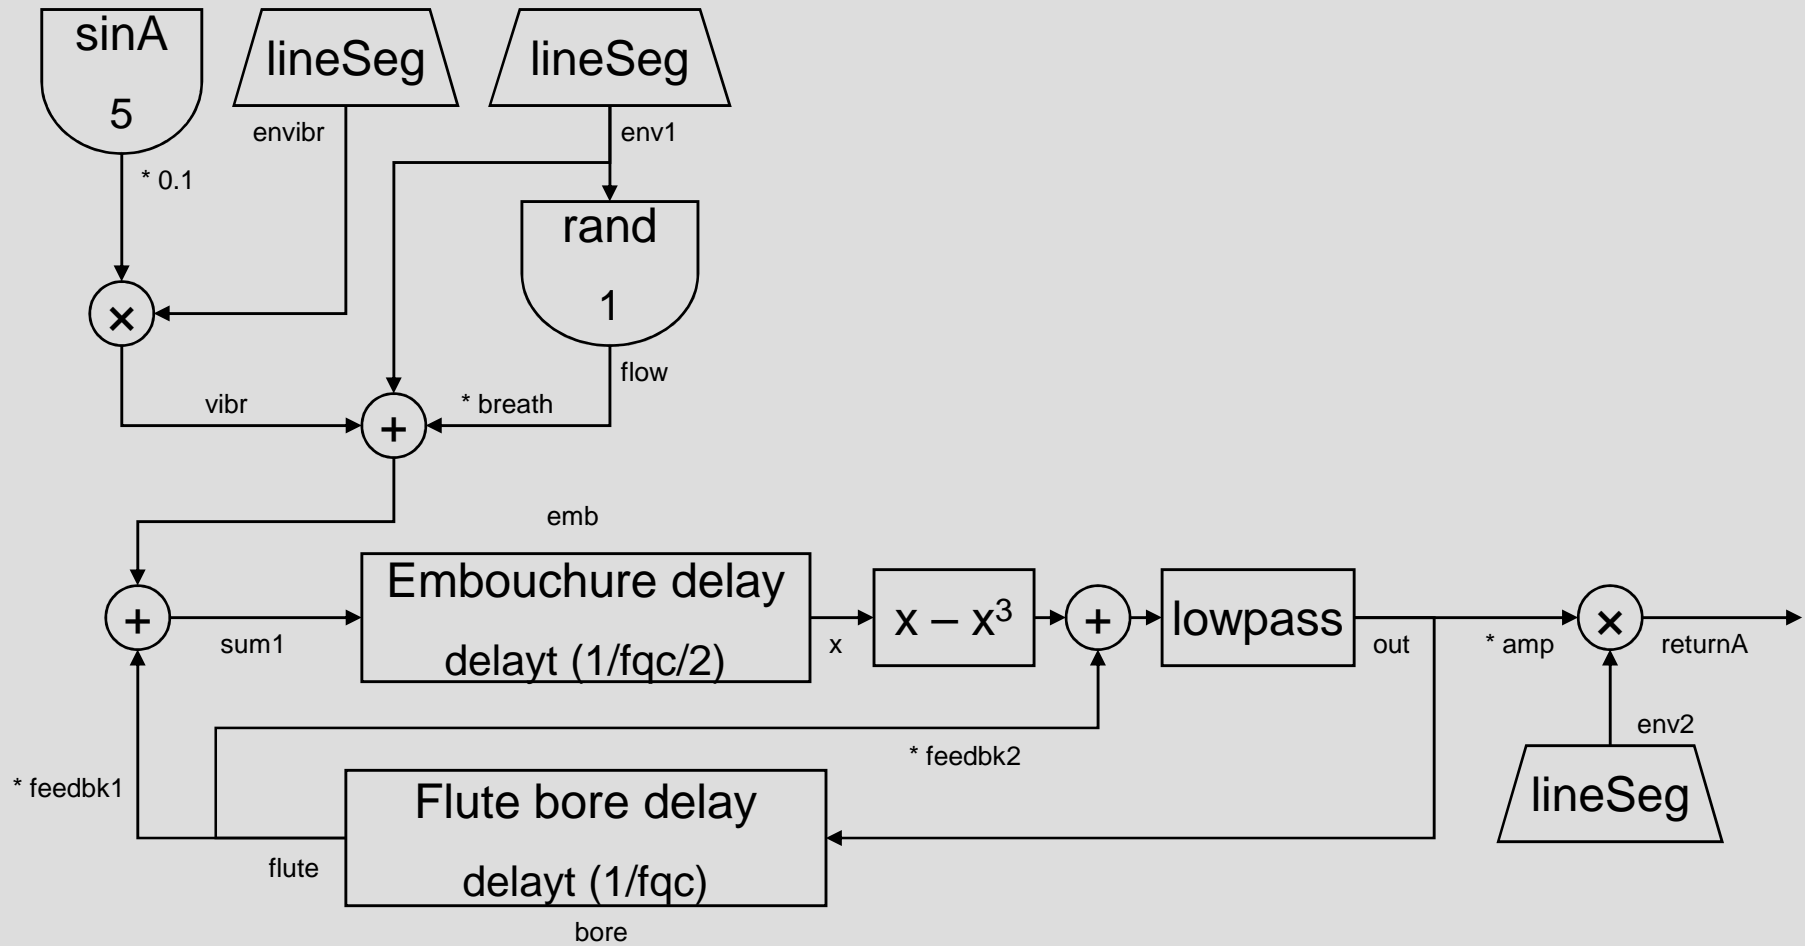 sinA
5
lineSeg
lineSeg
envibr
env1
* 0.1
rand
1
×
flow
vibr
* breath
+
emb
Embouchure delay
delayt (1/fqc/2)
x – x³
+
+
lowpass
×
sum1
x
out
* amp
returnA
env2
* feedbk2
* feedbk1
Flute bore delay
delayt (1/fqc)
lineSeg
flute
bore